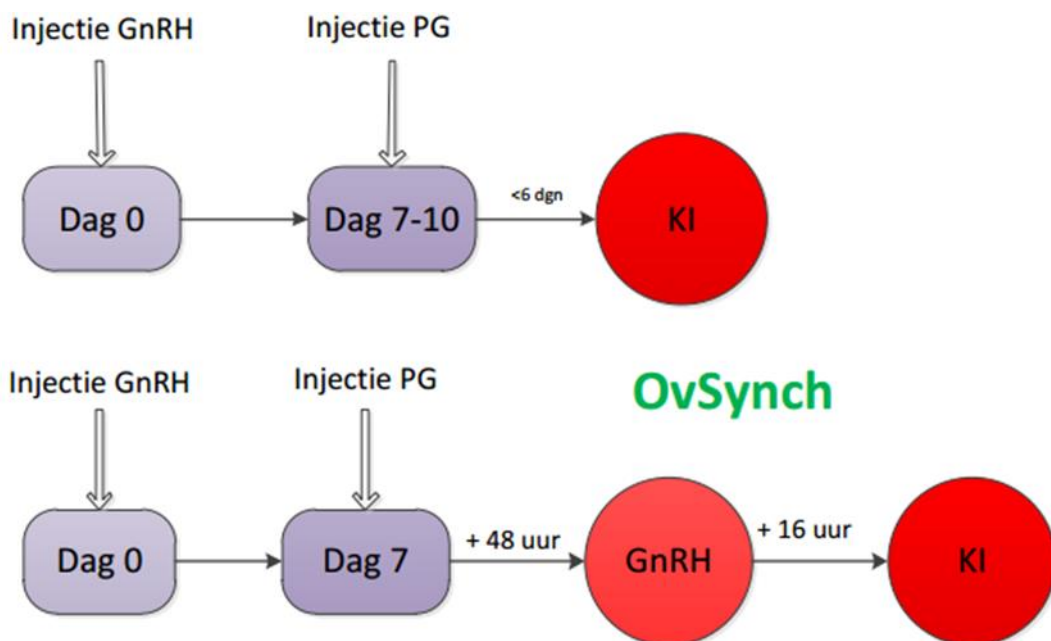 Injectie GnRH
Injectie PG
Dag 0
Dag 7-10
<6 dgn
KI
Injectie GnRH
Injectie PG
OvSynch
Dag 0
Dag 7
+ 48 uur
GnRH
+ 16 uur
KI